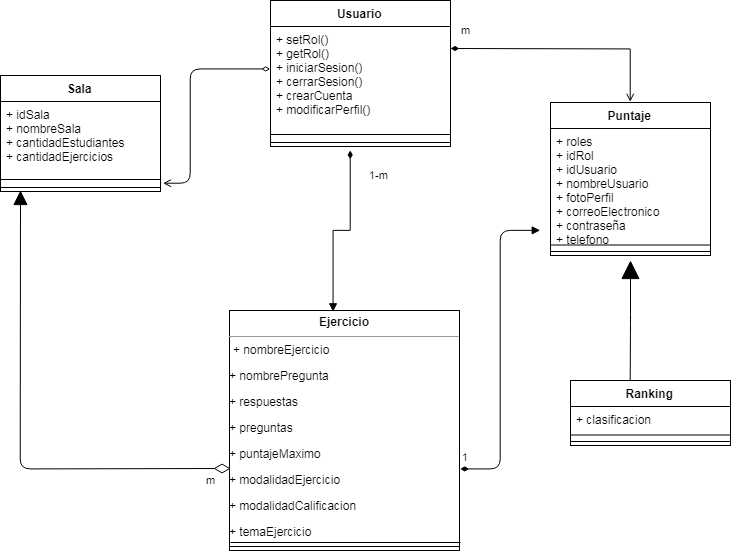 Usuario
+ setRol()
+ getRol()
+ iniciarSesion()
+ cerrarSesion()
+ crearCuenta
+ modificarPerfil()
m
Sala
+ idSala
+ nombreSala
+ cantidadEstudiantes
+ cantidadEjercicios
Puntaje
+ roles
+ idRol
+ idUsuario
+ nombreUsuario
+ fotoPerfil
+ correoElectronico
+ contraseña
+ telefono
1-m
Ejercicio
+ nombreEjercicio
+ nombrePregunta
+ respuestas
+ preguntas
+ puntajeMaximo
+ modalidadEjercicio
+ modalidadCalificacion
+ temaEjercicio
m
1
Ranking
+ clasificacion